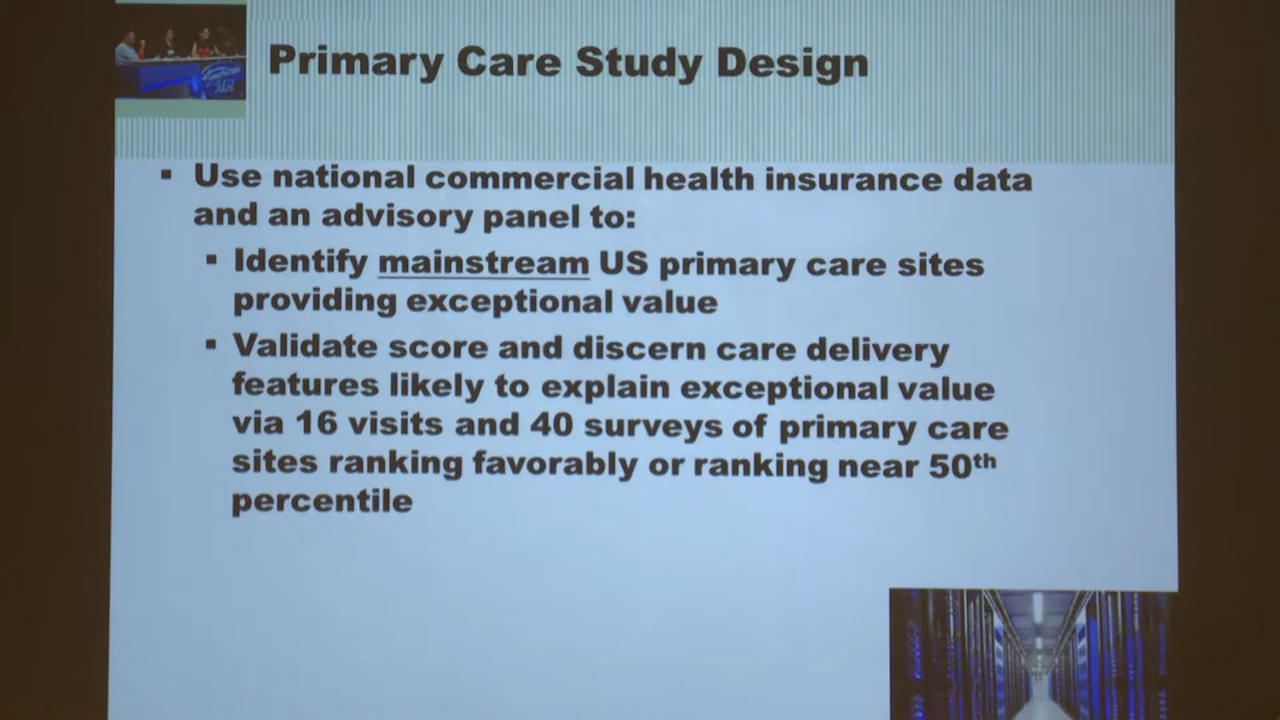 Primary Care Study Design
▪ Use national commercial health insurance data
and an advisory panel to:
▪ Identify mainstream US primary care sites
providing exceptional value
▪ Validate score and discern care delivery
features likely to explain exceptional value
via 16 visits and 40 surveys of primary care
sites ranking favorably or ranking near 50th
percentile
American
Idol